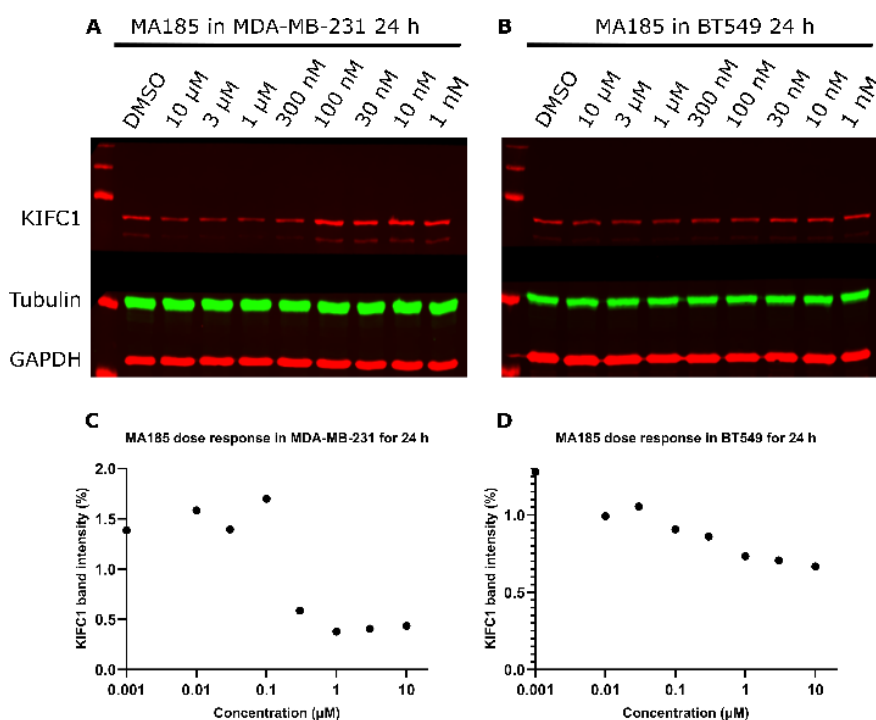 A
MA185 in MDA-MB-231 24 h
DMSO
10 µM
3 µM
1 µM
300 nM
100 nM
30 nM
10 nM
1 nM
B
MA185 in BT549 24 h
DMSO
10 µM
3 µM
1 µM
300 nM
100 nM
30 nM
10 nM
1 nM
KIFC1
Tubulin
GAPDH
C
MA185 dose response in MDA-MB-231 for 24 h
KIFC1 band intensity (%)
2.0
1.5
1.0
0.5
0.0
0.001
0.01
0.1
1
10
Concentration (µM)
D
MA185 dose response in BT549 for 24 h
KIFC1 band intensity (%)
1.0
0.5
0.0
0.001
0.01
0.1
1
10
Concentration (µM)